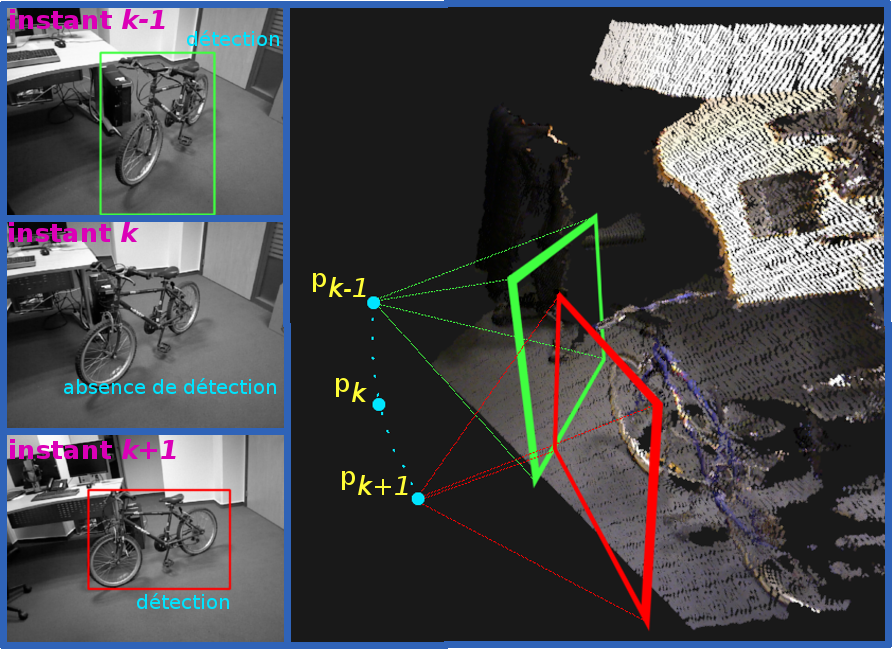 instant k-1
détection
instant k
absence de détection
instant k+1
détection
pk-1
pk
pk+1